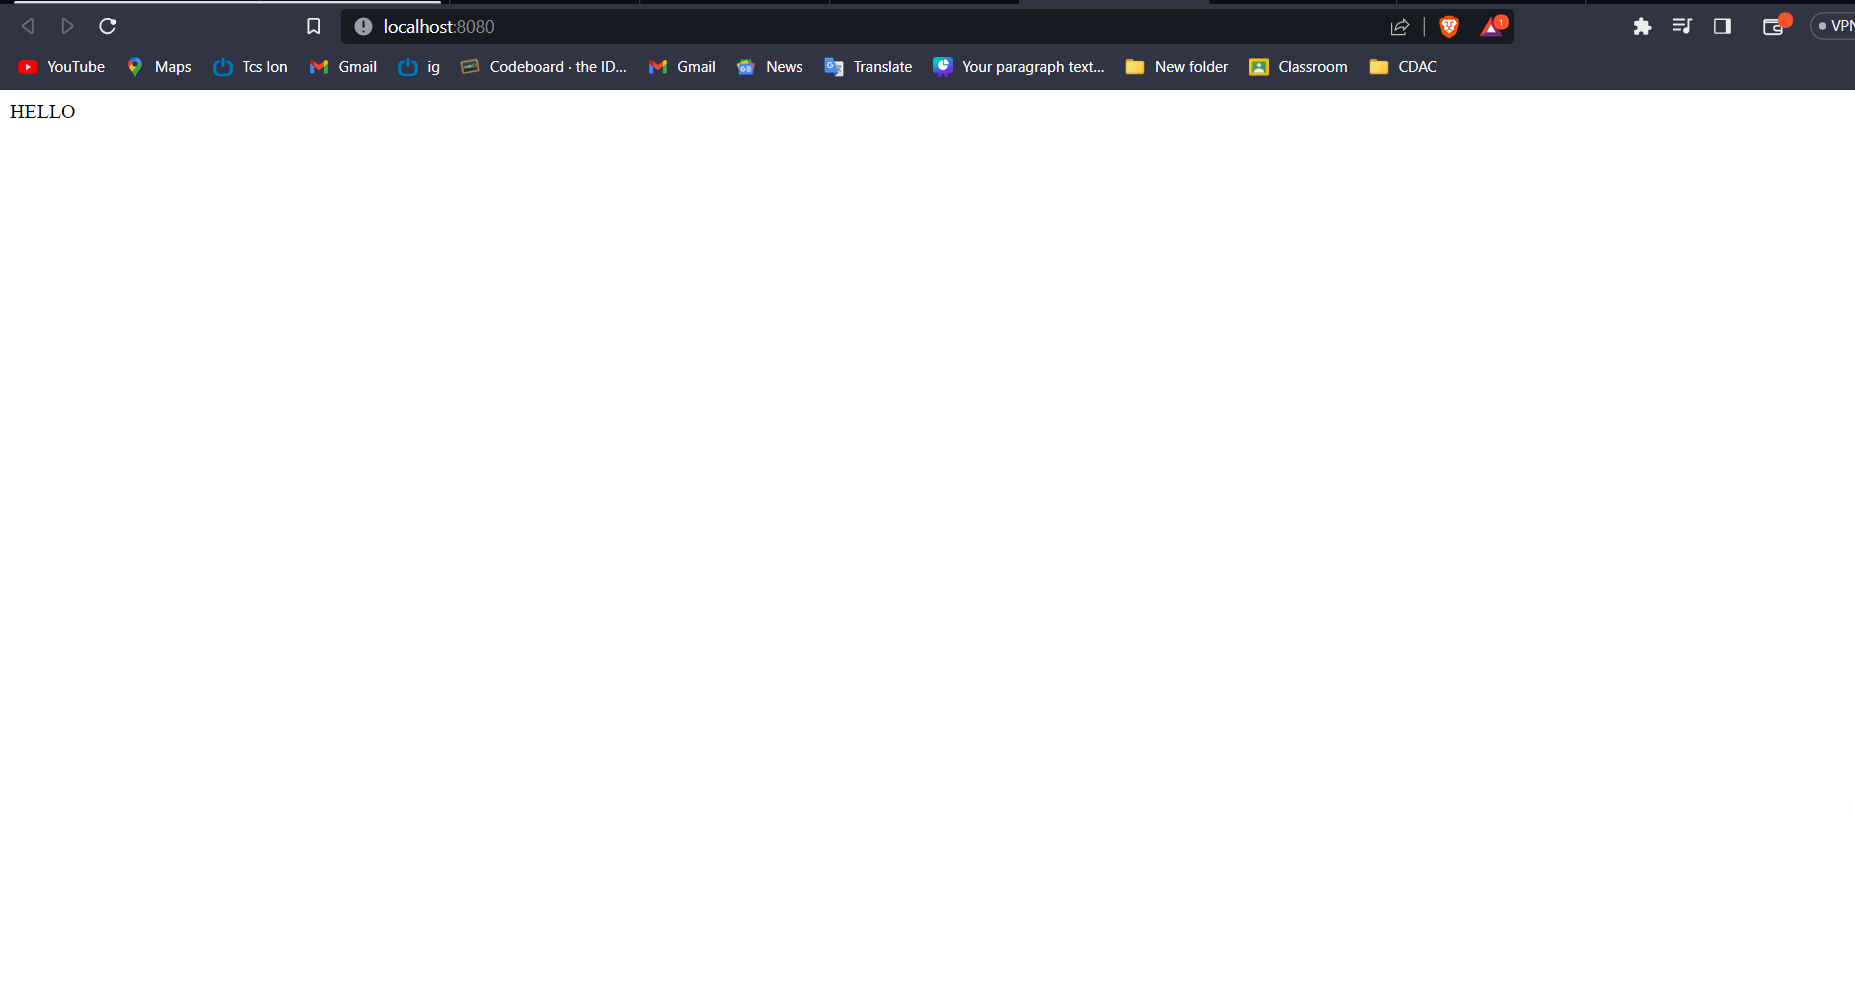 localhost:8080
1
VPN
YouTube Maps Tcs Ion Gmail ig Codeboard · the ID... Gmail News Translate Your paragraph text... New folder Classroom CDAC
HELLO